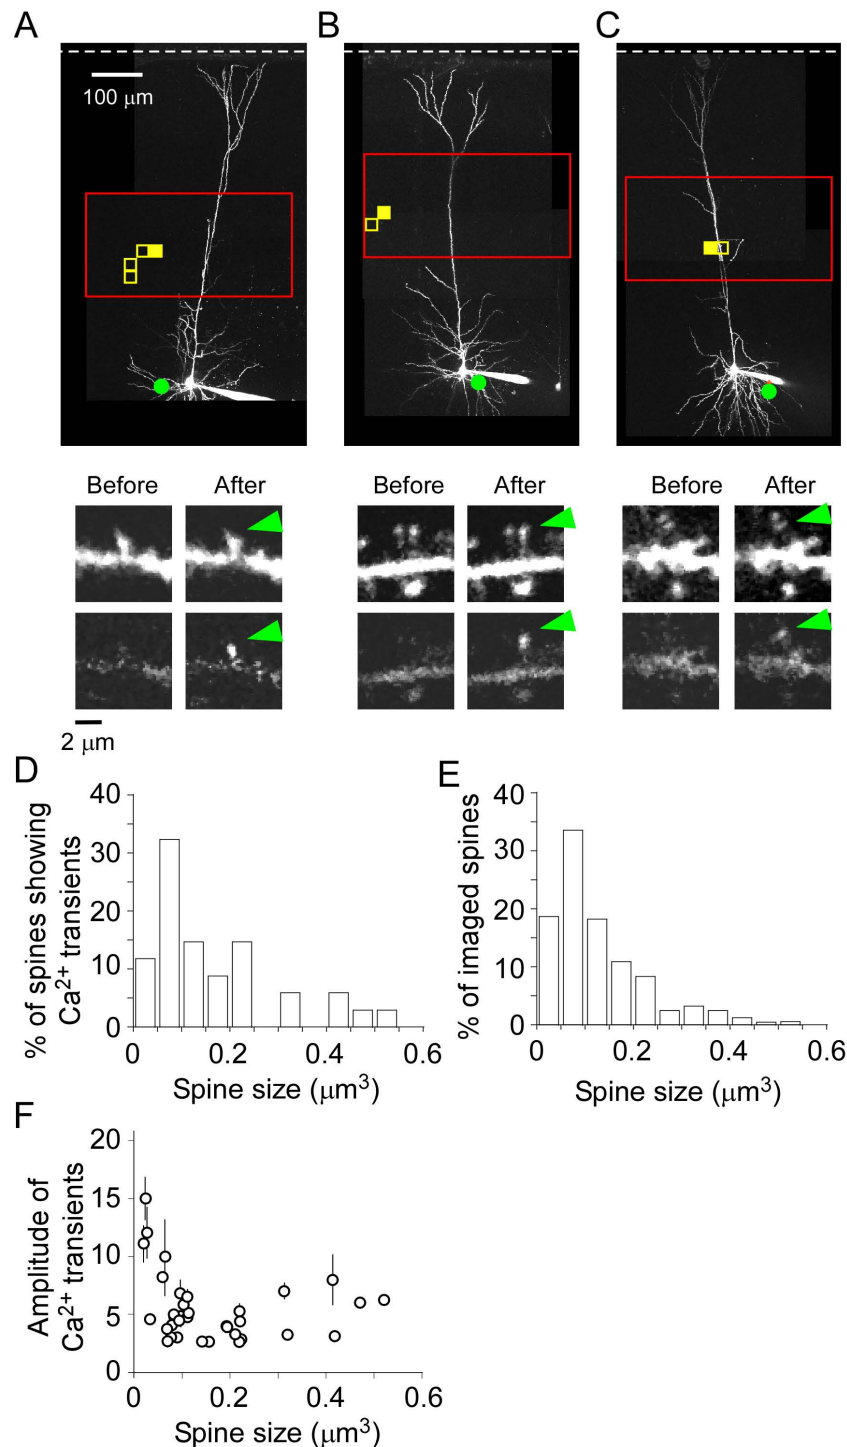 A
B
C
100 μm
Before
After
Before
After
Before
After
2 μm
D
% of spines showing
Ca2+ transients
40
30
20
10
0
0
0.2
0.4
0.6
Spine size (μm3)
E
% of imaged spines
40
30
20
10
0
0
0.2
0.4
0.6
Spine size (μm3)
F
Amplitude of
Ca2+ transients
20
15
10
5
0
0
0.2
0.4
0.6
Spine size (μm3)